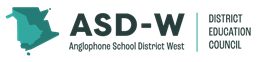 ASD-W
Anglophone School District West
DISTRICT
EDUCATION
COUNCIL